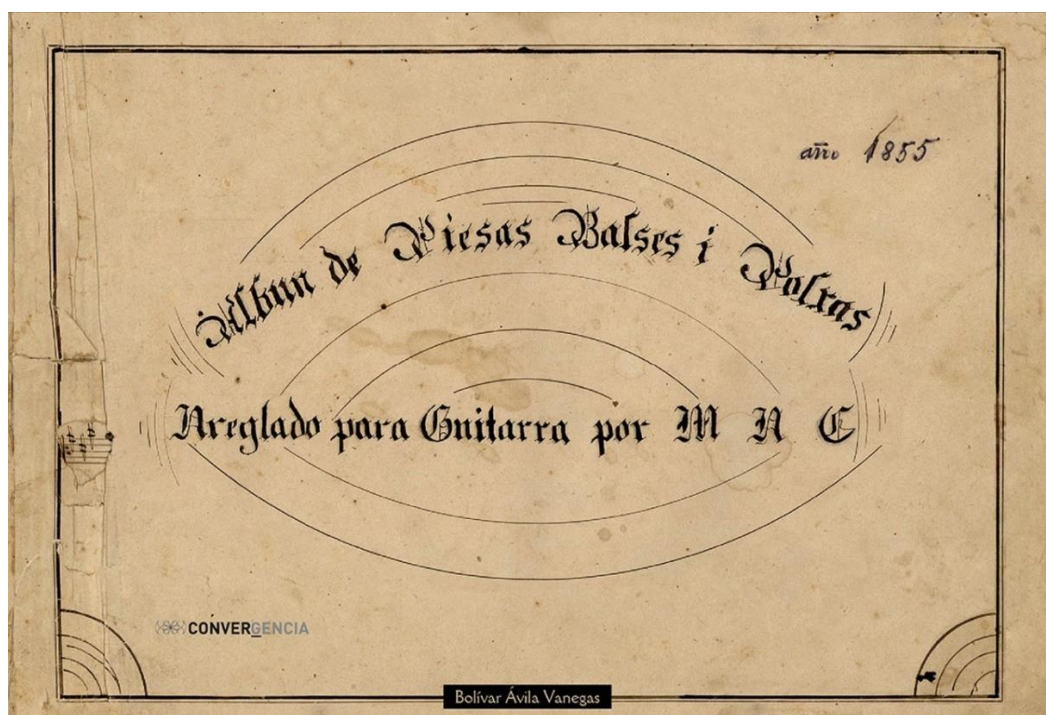 año 1855
Album de Piesas Balses i Polkas
Areglado para Guitarra por M A C
CONVERGENCIA
Bolívar Ávila Vanegas